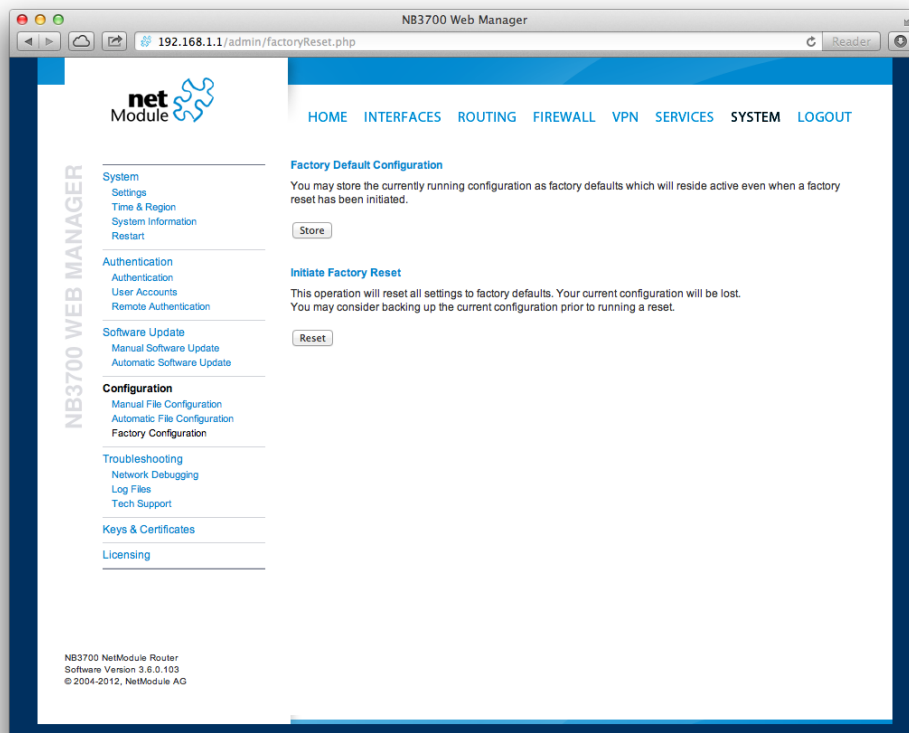 NB3700 Web Manager
192.168.1.1/admin/factoryReset.php
Reader
net
Module
HOME INTERFACES ROUTING FIREWALL VPN SERVICES SYSTEM LOGOUT
NB3700 WEB MANAGER
System
Settings
Time & Region
System Information
Restart
Authentication
Authentication
User Accounts
Remote Authentication
Software Update
Manual Software Update
Automatic Software Update
Configuration
Manual File Configuration
Automatic File Configuration
Factory Configuration
Troubleshooting
Network Debugging
Log Files
Tech Support
Keys & Certificates
Licensing
Factory Default Configuration
You may store the currently running configuration as factory defaults which will reside active even when a factory
reset has been initiated.
Store
Initiate Factory Reset
This operation will reset all settings to factory defaults. Your current configuration will be lost.
You may consider backing up the current configuration prior to running a reset.
Reset
NB3700 NetModule Router
Software Version 3.6.0.103
© 2004-2012, NetModule AG